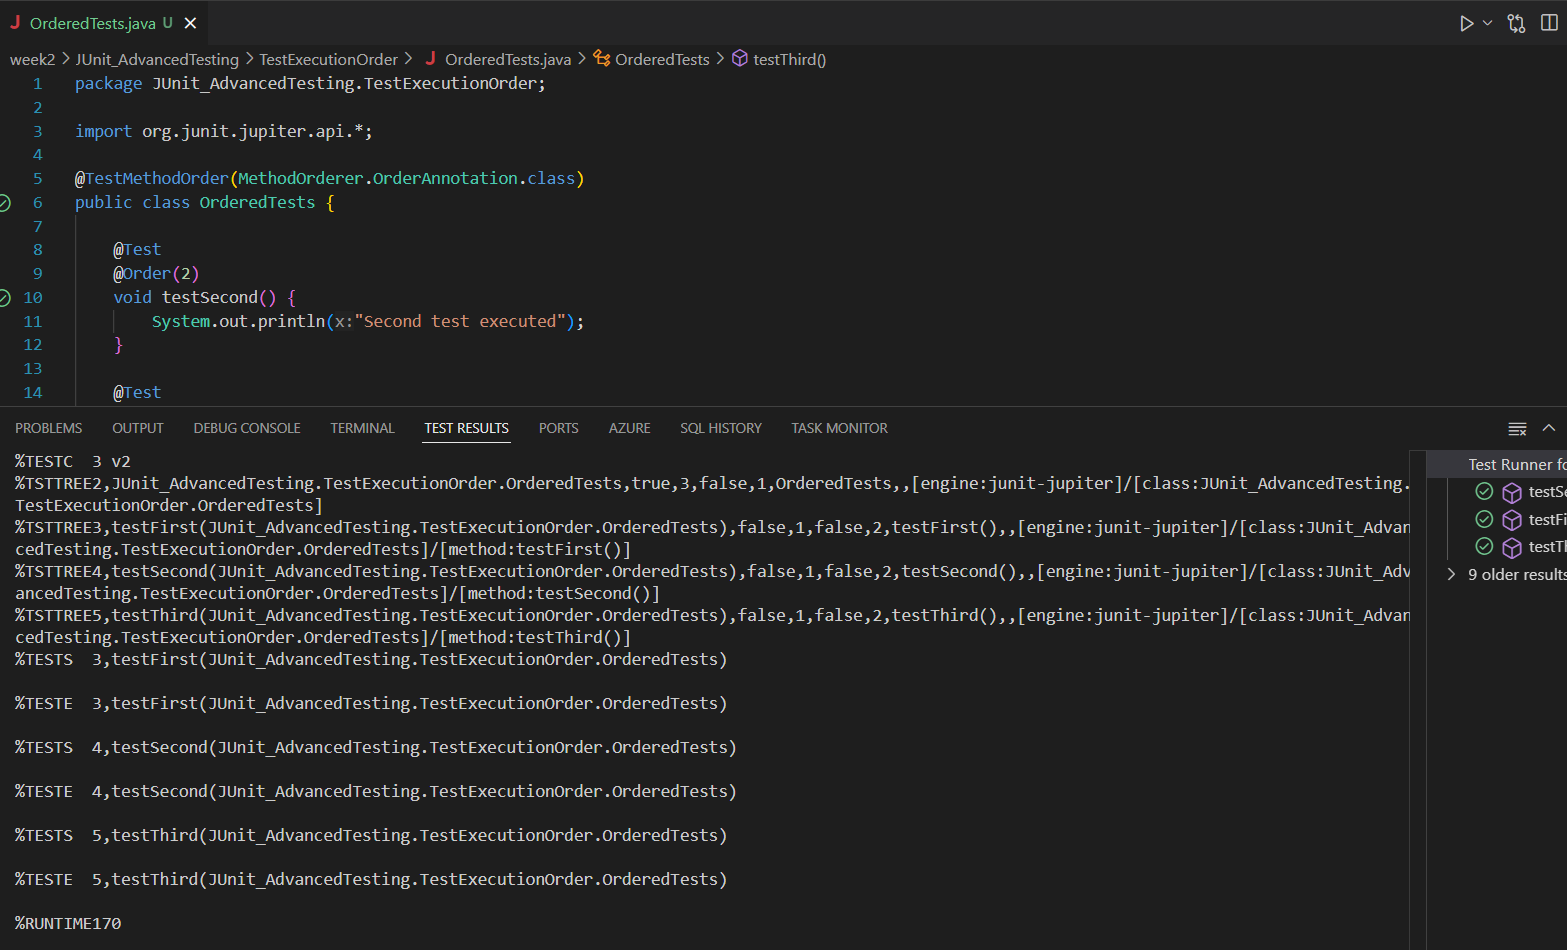 J OrderedTests.java U
week2 > JUnit_AdvancedTesting > TestExecutionOrder > J OrderedTests.java > OrderedTests > testThird()
1 package JUnit_AdvancedTesting.TestExecutionOrder;
2
3 import org.junit.jupiter.api.*;
4
5 @TestMethodOrder(MethodOrderer.OrderAnnotation.class)
6 public class OrderedTests {
7
8 @Test
9 @Order(2)
10 void testSecond() {
11 System.out.println(x:"Second test executed");
12 }
13
14 @Test
PROBLEMS OUTPUT DEBUG CONSOLE TERMINAL TEST RESULTS PORTS AZURE SQL HISTORY TASK MONITOR
%TESTC 3 v2
%TSTTREE2,JUnit_AdvancedTesting.TestExecutionOrder.OrderedTests,true,3,false,1,OrderedTests,,[engine:junit-jupiter]/[class:JUnit_AdvancedTesting.
TestExecutionOrder.OrderedTests]
%TSTTREE3,testFirst(JUnit_AdvancedTesting.TestExecutionOrder.OrderedTests),false,1,false,2,testFirst(),,[engine:junit-jupiter]/[class:JUnit_Advan
cedTesting.TestExecutionOrder.OrderedTests]/[method:testFirst()]
%TSTTREE4,testSecond(JUnit_AdvancedTesting.TestExecutionOrder.OrderedTests),false,1,false,2,testSecond(),,[engine:junit-jupiter]/[class:JUnit_Adv
ancedTesting.TestExecutionOrder.OrderedTests]/[method:testSecond()]
%TSTTREE5,testThird(JUnit_AdvancedTesting.TestExecutionOrder.OrderedTests),false,1,false,2,testThird(),,[engine:junit-jupiter]/[class:JUnit_Advan
cedTesting.TestExecutionOrder.OrderedTests]/[method:testThird()]
%TESTS 3,testFirst(JUnit_AdvancedTesting.TestExecutionOrder.OrderedTests)
%TESTE 3,testFirst(JUnit_AdvancedTesting.TestExecutionOrder.OrderedTests)
%TESTS 4,testSecond(JUnit_AdvancedTesting.TestExecutionOrder.OrderedTests)
%TESTE 4,testSecond(JUnit_AdvancedTesting.TestExecutionOrder.OrderedTests)
%TESTS 5,testThird(JUnit_AdvancedTesting.TestExecutionOrder.OrderedTests)
%TESTE 5,testThird(JUnit_AdvancedTesting.TestExecutionOrder.OrderedTests)
%RUNTIME170
Test Runner fo
testSe
testFi
testTh
9 older results